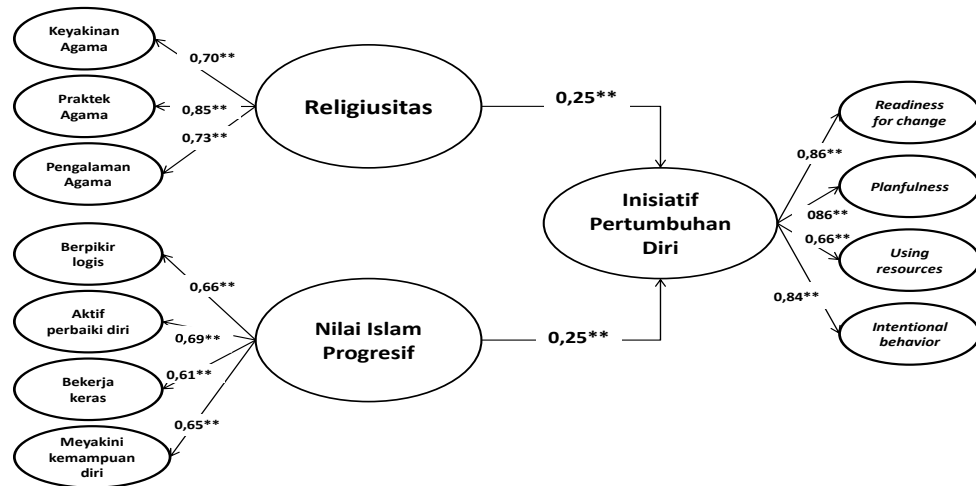 Keyakinan
Agama
0,70**
Praktek
Agama
0,85**
Pengalaman
Agama
0,73**
Religiusitas
0,25**
Berpikir
logis
0,66**
Aktif
perbaiki diri
0,69**
Bekerja
keras
0,61**
Meyakini
kemampuan
diri
0,65**
Nilai Islam
Progresif
0,25**
Inisiatif
Pertumbuhan
Diri
Readiness
for change
0,86**
Planfulness
086**
Using
resources
0,66**
Intentional
behavior
0,84**